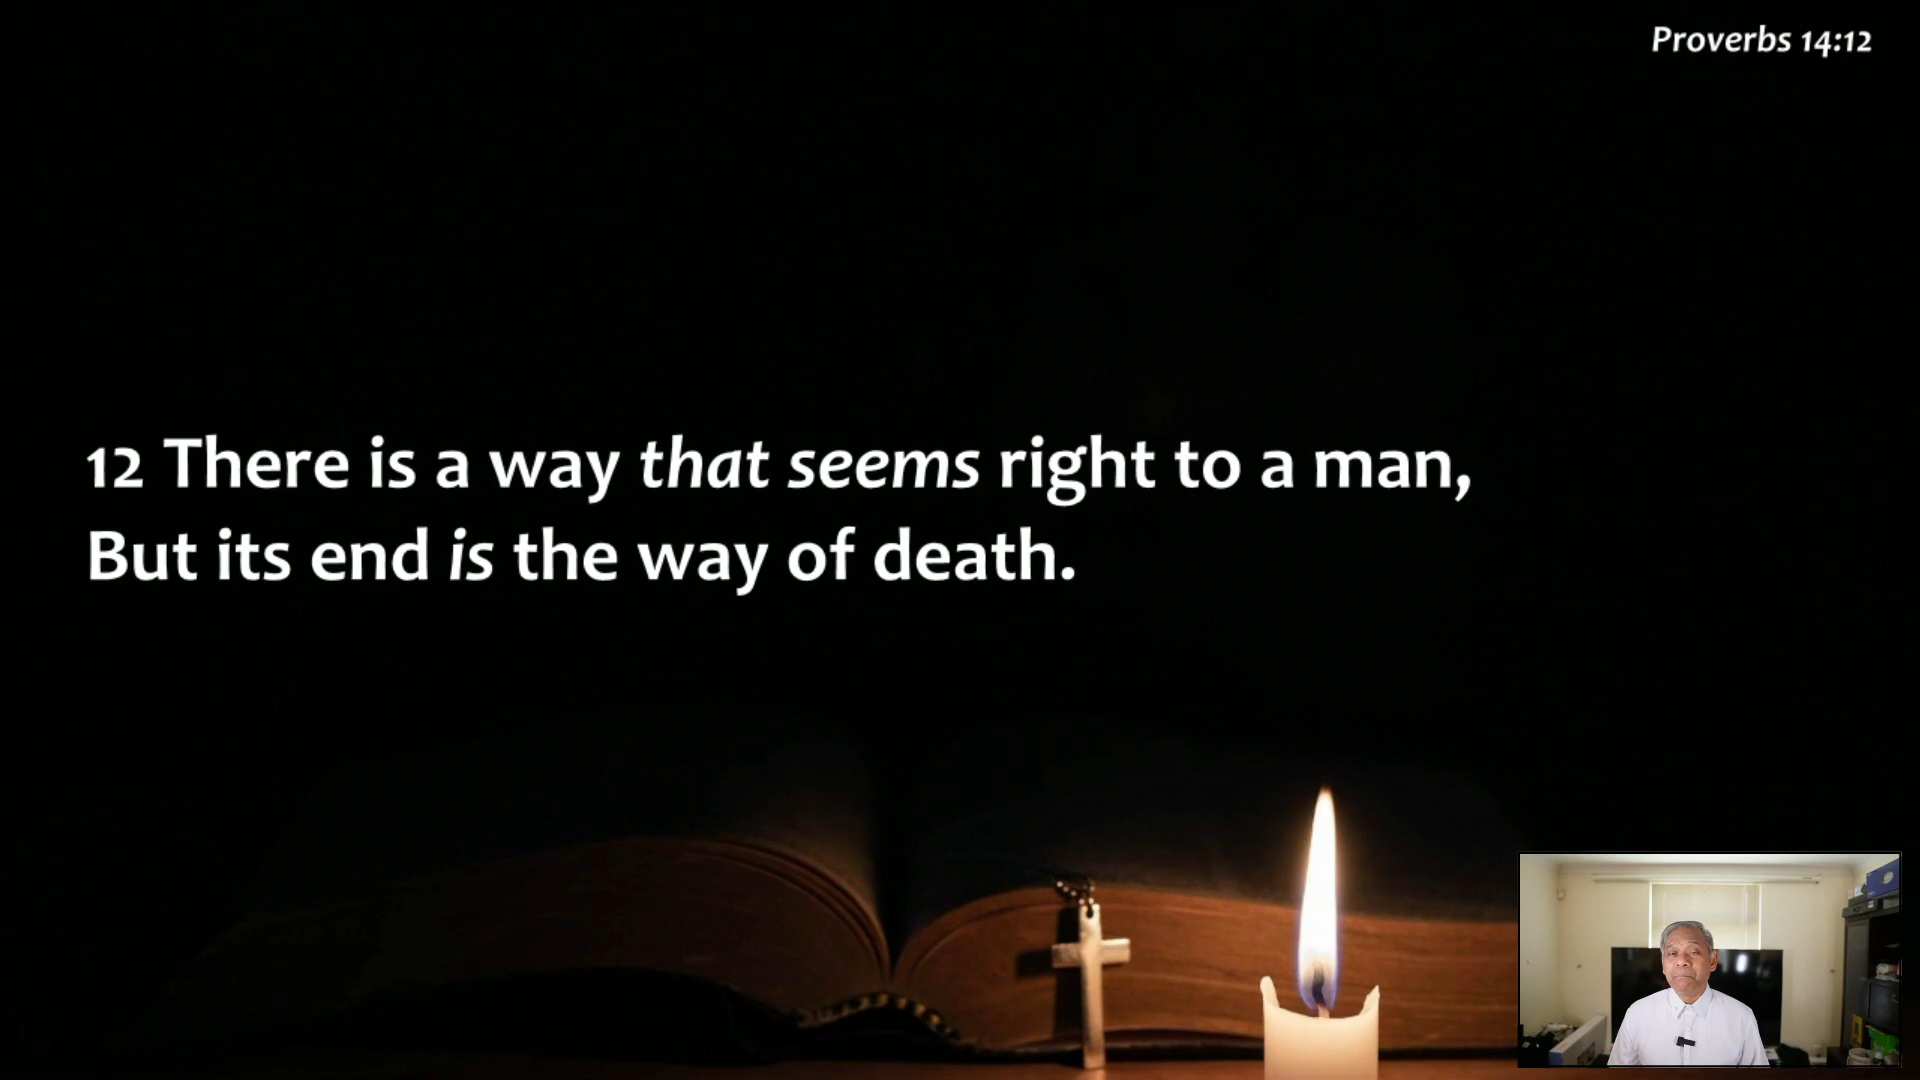 Proverbs 14:12
12 There is a way that seems right to a man,
But its end is the way of death.